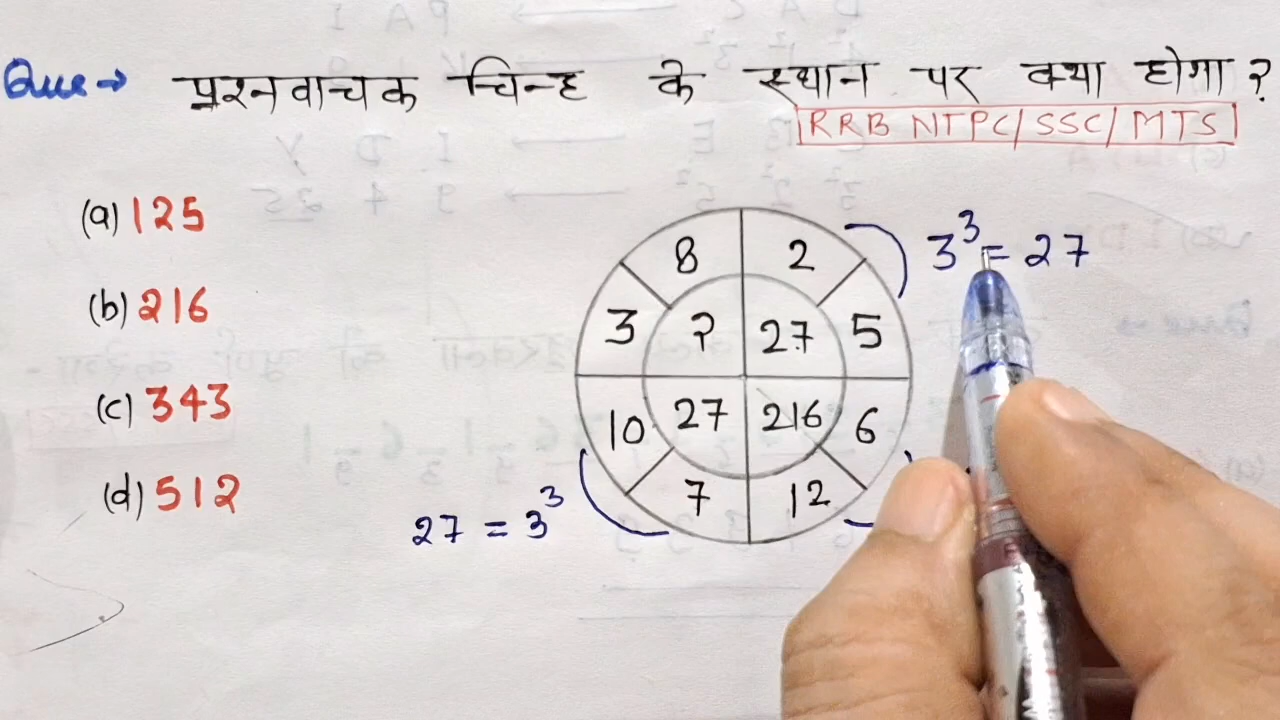 Que→ प्रश्नवाचक चिन्ह के स्थान पर क्या होगा ?
RRB NTPC/SSC/MTS
(a) 125
(b) 216
(c) 343
(d) 512
8 2
3 ? 27 5
10 27 216 6
7 12
3³ = 27
27 = 3³